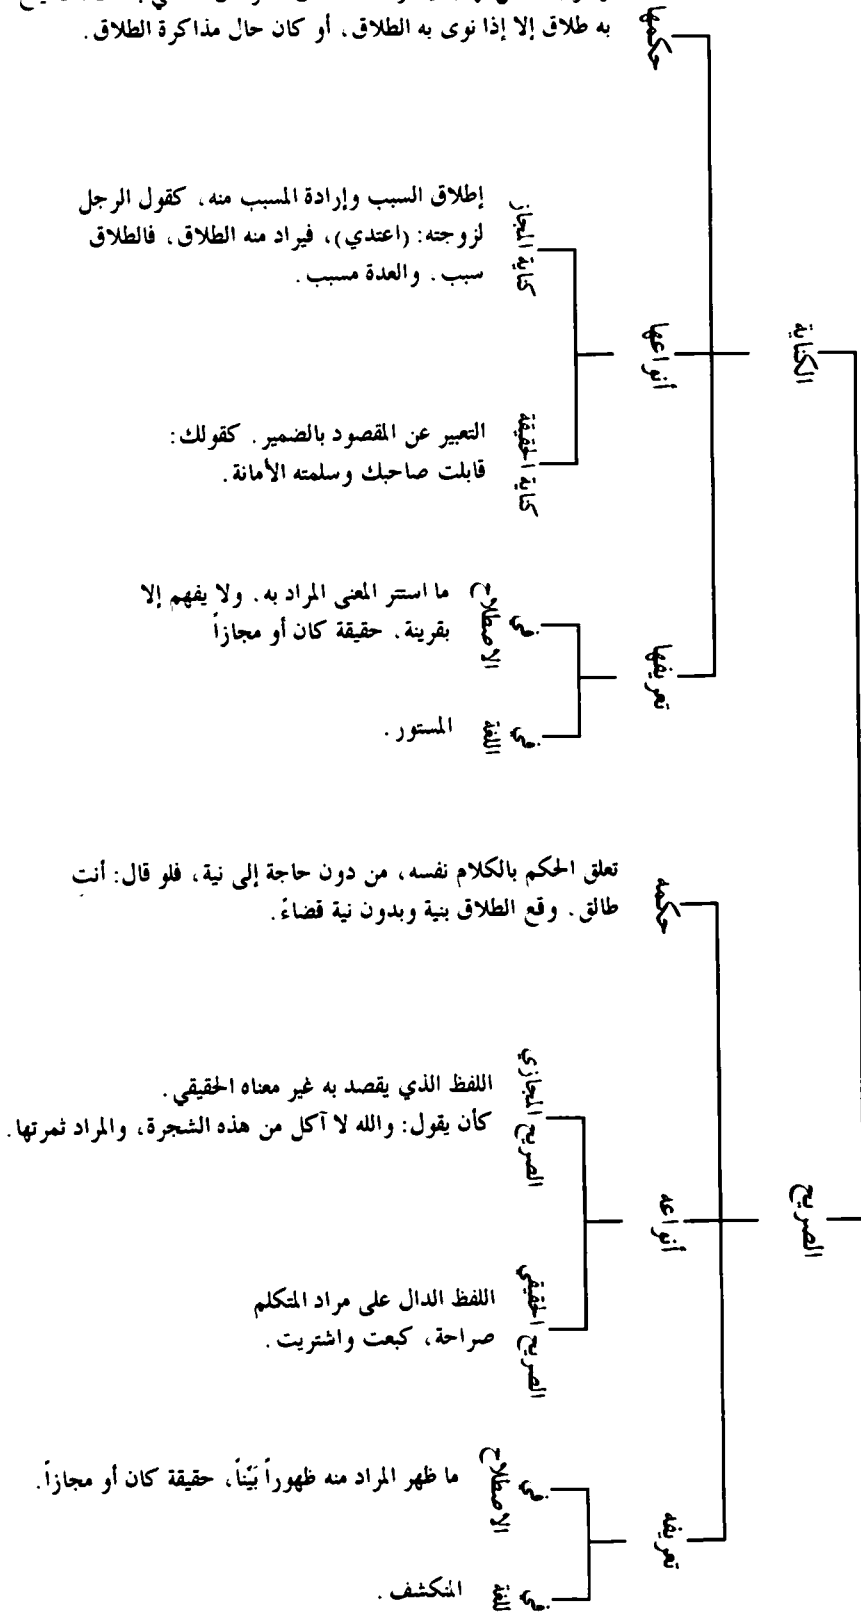 به طلاق إلا إذا نوى به الطلاق، أو كان حال مذاكرة الطلاق.
حكمها
إطلاق السبب وإرادة المسبب منه، كقول الرجل
لزوجته: (اعتدي)، فيراد منه الطلاق، فالطلاق
سبب. والعدة مسبب.
كناية المجاز
الكناية
أنواعها
التعبير عن المقصود بالضمير. كقولك:
قابلت صاحبك وسلمته الأمانة.
كناية الحقيقة
ما استتر المعنى المراد به. ولا يفهم إلا
بقرينة. حقيقة كان أو مجازاً
في الاصطلاح
تعريفها
في اللغة
المستور.
تعلق الحكم بالكلام نفسه، من دون حاجة إلى نية، فلو قال: أنتِ
طالق. وقع الطلاق بنية وبدون نية قضاءً.
حكمه
اللفظ الذي يقصد به غير معناه الحقيقي.
كأن يقول: والله لا آكل من هذه الشجرة، والمراد ثمرتها.
الصريح المجازي
الصريح
أنواعه
اللفظ الدال على مراد المتكلم
صراحة، كبعت واشتريت.
الصريح الحقيقي
ما ظهر المراد منه ظهوراً بَيّناً، حقيقة كان أو مجازاً.
في الاصطلاح
تعريفه
في اللغة
المنكشف.